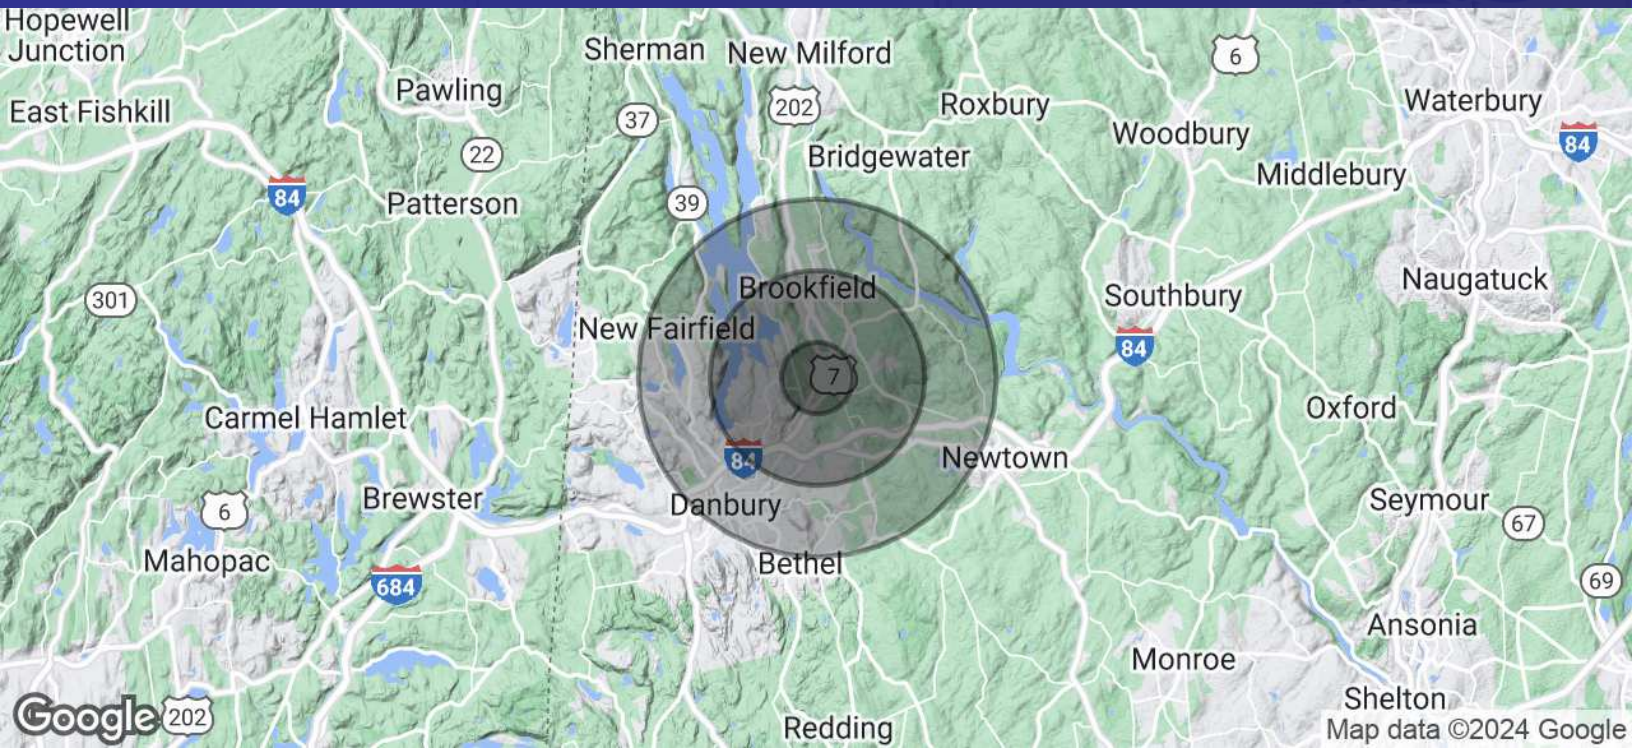 Hopewell
Junction
Sherman
New Milford
6
Pawling
202
Roxbury
Waterbury
East Fishkill
37
Woodbury
84
22
Bridgewater
Middlebury
84
Patterson
39
301
Brookfield
Southbury
Naugatuck
New Fairfield
84
7
Carmel Hamlet
Oxford
84
Newtown
Brewster
Danbury
Seymour
6
67
Mahopac
Bethel
684
69
Ansonia
Monroe
Shelton
Google
202
Redding
Map data ©2024 Google